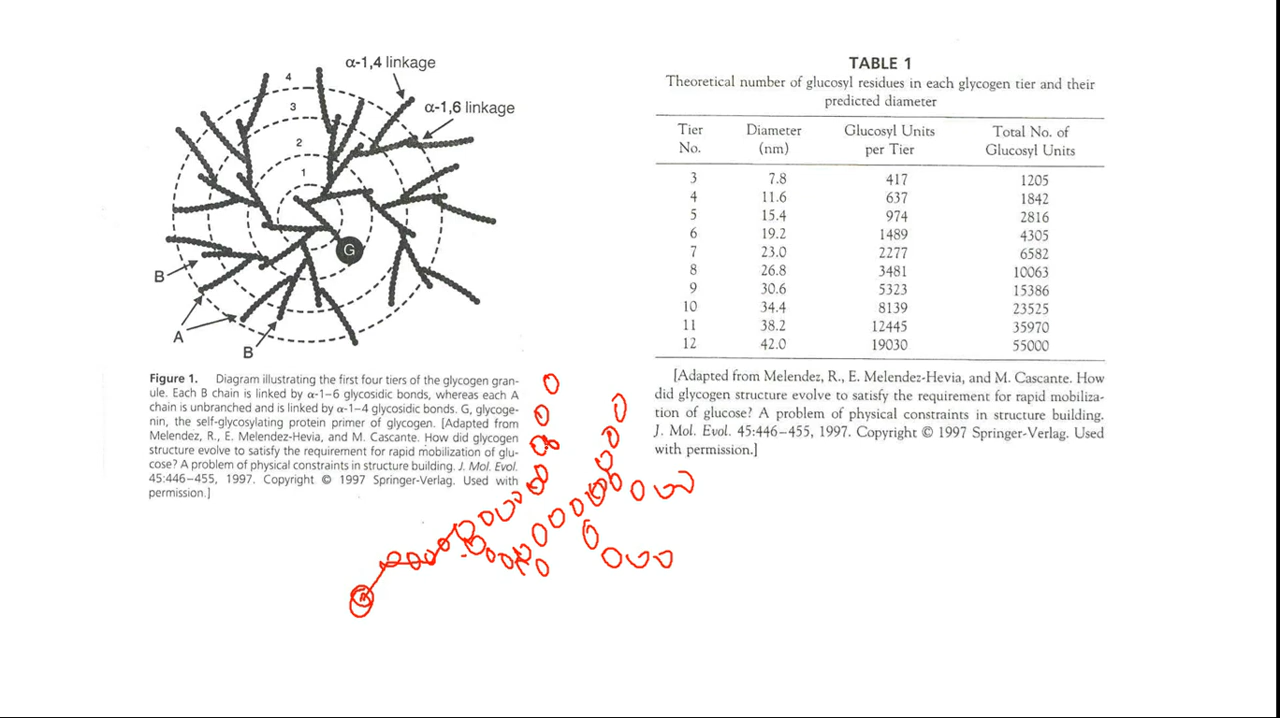 α-1,4 linkage
α-1,6 linkage
4
3
2
1
G
B
A
B
Figure 1. Diagram illustrating the first four tiers of the glycogen gran-
ule. Each B chain is linked by α-1–6 glycosidic bonds, whereas each A
chain is unbranched and is linked by α-1–4 glycosidic bonds. G, glycoge-
nin, the self-glycosylating protein primer of glycogen. [Adapted from
Melendez, R., E. Melendez-Hevia, and M. Cascante. How did glycogen
structure evolve to satisfy the requirement for rapid mobilization of glu-
cose? A problem of physical constraints in structure building. J. Mol. Evol.
45:446–455, 1997. Copyright © 1997 Springer-Verlag. Used with
permission.]
TABLE 1
Theoretical number of glucosyl residues in each glycogen tier and their
predicted diameter
Tier Diameter Glucosyl Units Total No. of
No. (nm) per Tier Glucosyl Units
3 7.8 417 1205
4 11.6 637 1842
5 15.4 974 2816
6 19.2 1489 4305
7 23.0 2277 6582
8 26.8 3481 10063
9 30.6 5323 15386
10 34.4 8139 23525
11 38.2 12445 35970
12 42.0 19030 55000
[Adapted from Melendez, R., E. Melendez-Hevia, and M. Cascante. How
did glycogen structure evolve to satisfy the requirement for rapid mobiliza-
tion of glucose? A problem of physical constraints in structure building.
J. Mol. Evol. 45:446–455, 1997. Copyright © 1997 Springer-Verlag. Used
with permission.]